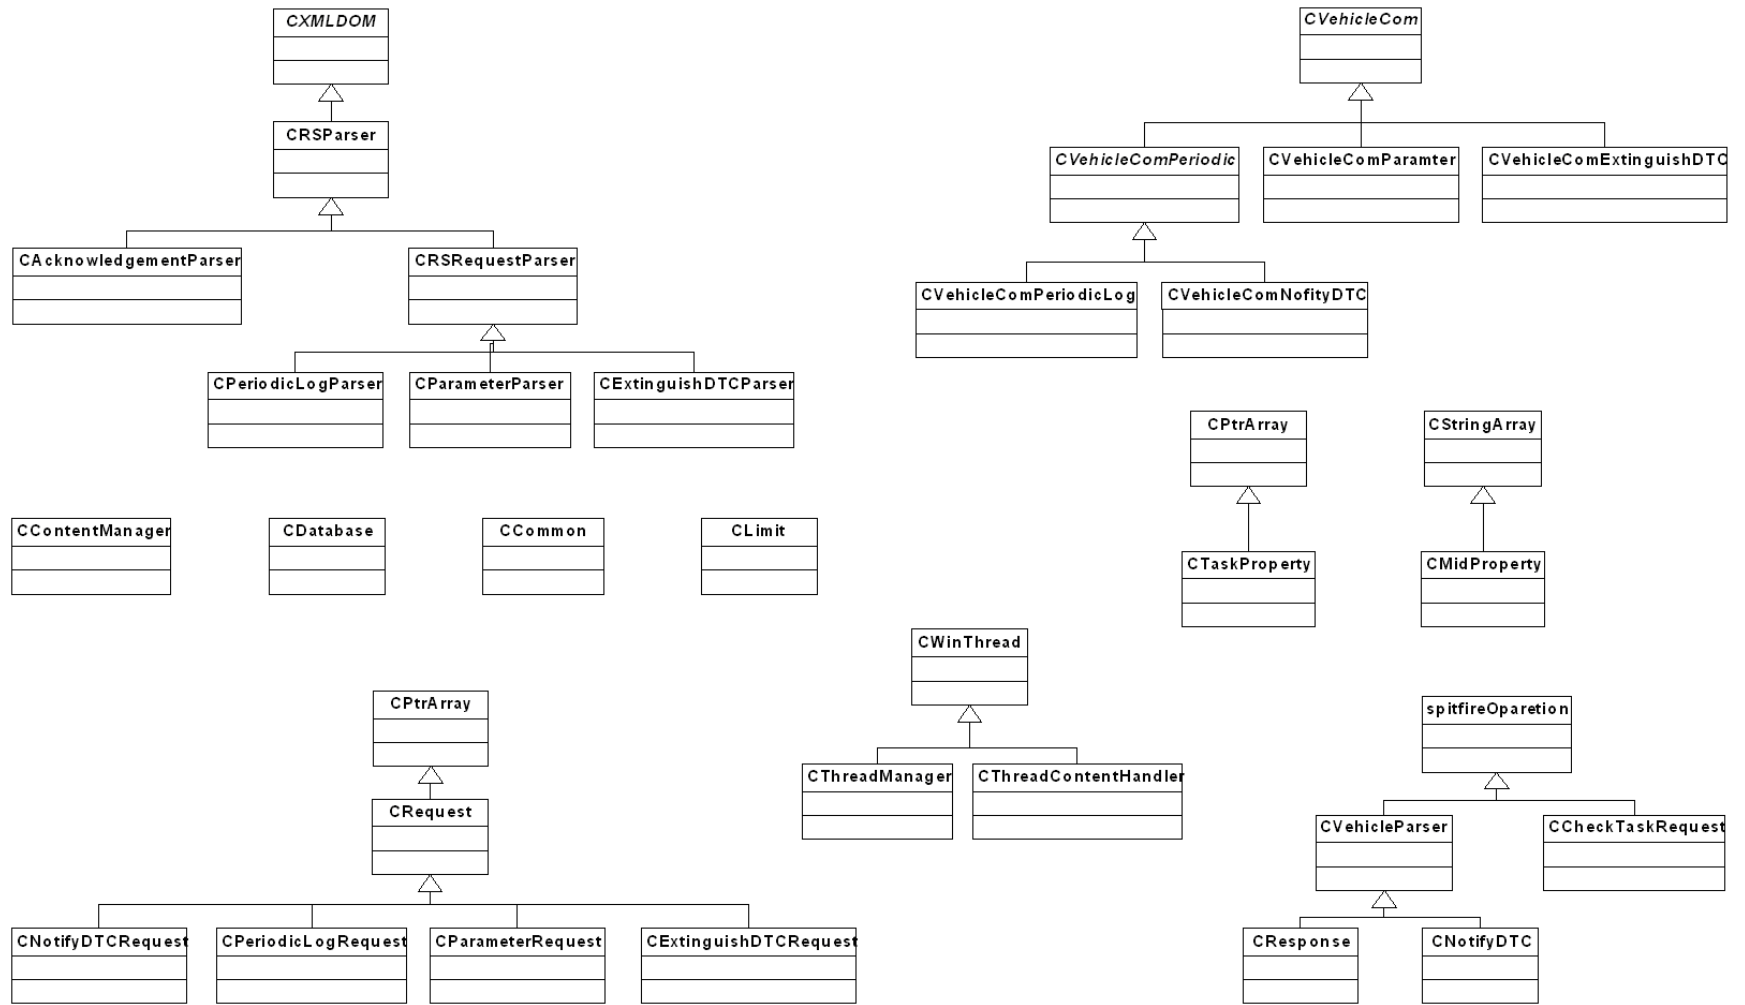 CXMLDOM
CVehicleCom
CRSParser
CVehicleComPeriodic
CVehicleComParamter
CVehicleComExtinguishDTC
CAcknowledgementParser
CRSRequestParser
CVehicleComPeriodicLog
CVehicleComNofityDTC
CPeriodicLogParser
CParameterParser
CExtinguishDTCParser
CPtrArray
CStringArray
CContentManager
CDatabase
CCommon
CLimit
CTaskProperty
CMidProperty
CWinThread
CPtrArray
spitfireOparetion
CThreadManager
CThreadContentHandler
CRequest
CVehicleParser
CCheckTaskRequest
CNotifyDTCRequest
CPeriodicLogRequest
CParameterRequest
CExtinguishDTCRequest
CResponse
CNotifyDTC